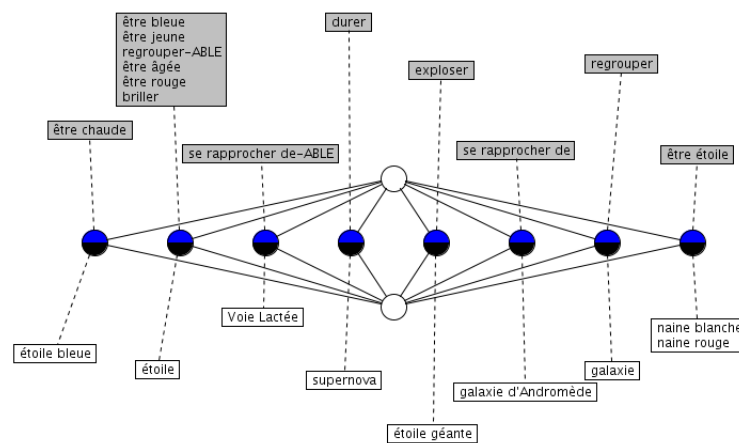 être bleue
être jeune
regrouper-ABLE
être âgée
être rouge
briller
durer
exploser
regrouper
être chaude
se rapprocher de-ABLE
se rapprocher de
être étoile
Voie Lactée
naine blanche
naine rouge
étoile bleue
étoile
supernova
galaxie d'Andromède
galaxie
étoile géante